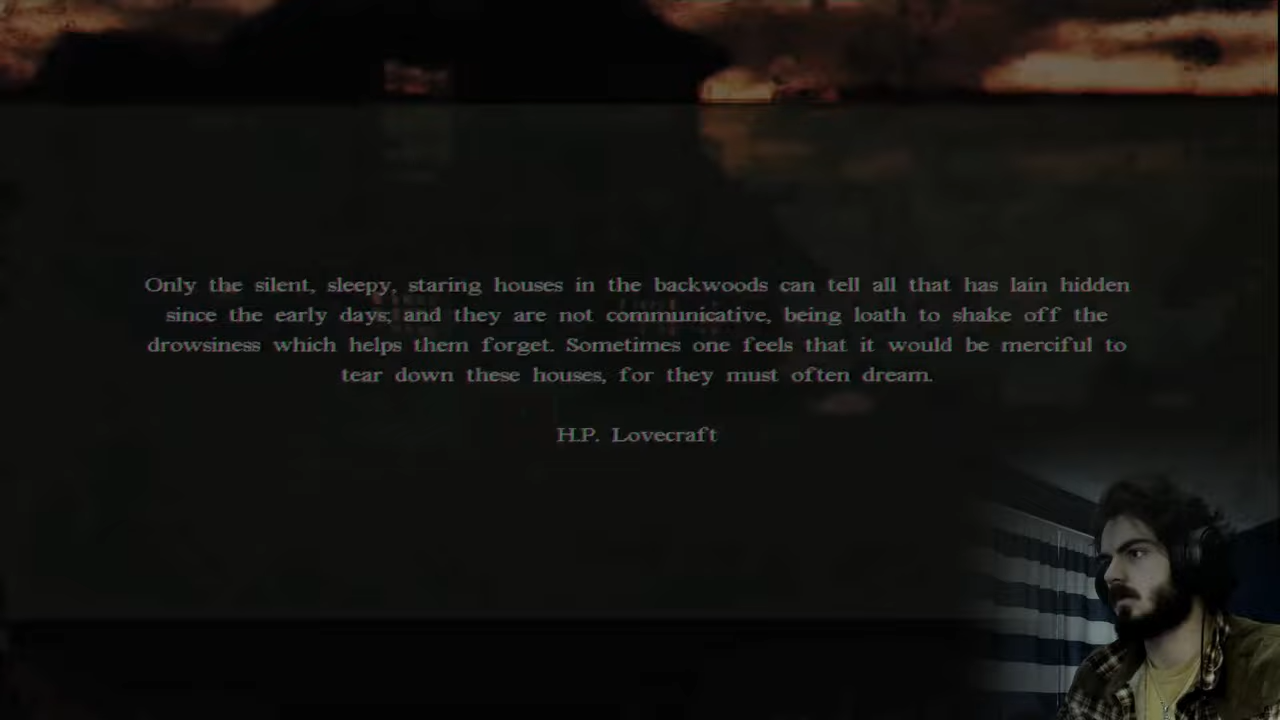 Only the silent, sleepy, staring houses in the backwoods can tell all that has lain hidden
since the early days; and they are not communicative, being loath to shake off the
drowsiness which helps them forget. Sometimes one feels that it would be merciful to
tear down these houses, for they must often dream.
H.P. Lovecraft